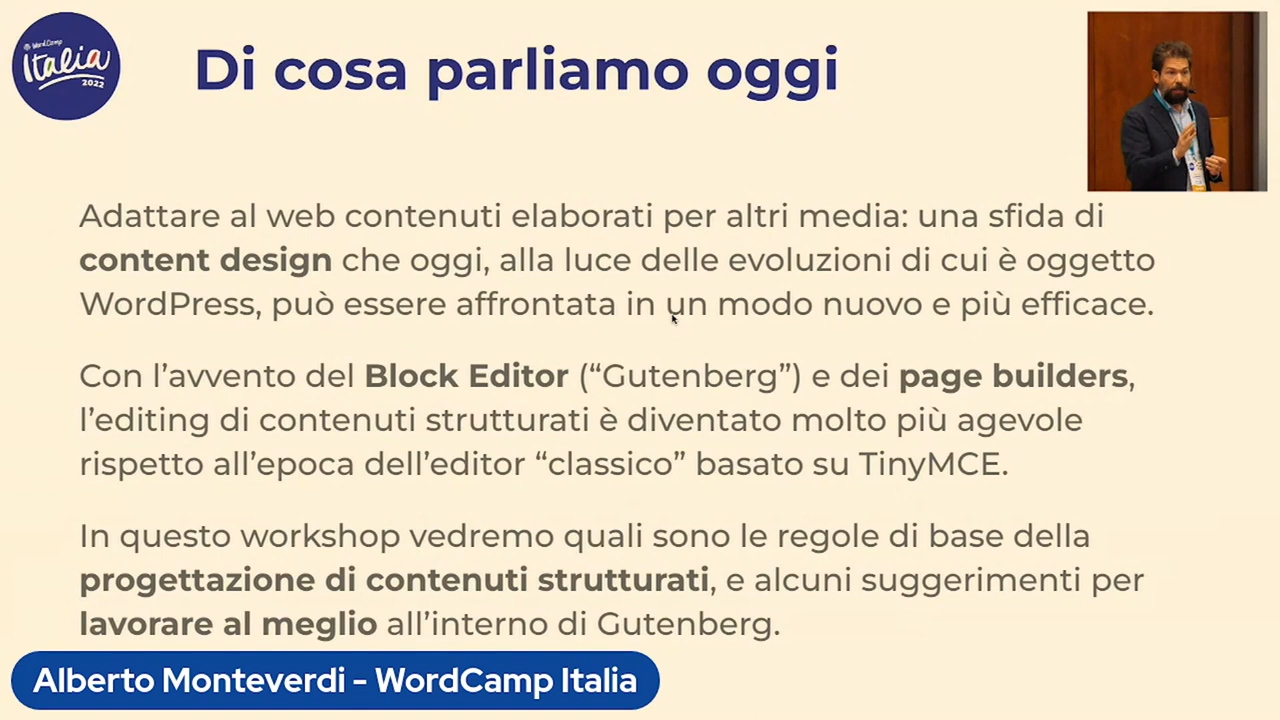 WordCamp
Italia
2022
Di cosa parliamo oggi
Adattare al web contenuti elaborati per altri media: una sfida di
content design che oggi, alla luce delle evoluzioni di cui è oggetto
WordPress, può essere affrontata in un modo nuovo e più efficace.
Con l’avvento del Block Editor (“Gutenberg”) e dei page builders,
l’editing di contenuti strutturati è diventato molto più agevole
rispetto all’epoca dell’editor “classico” basato su TinyMCE.
In questo workshop vedremo quali sono le regole di base della
progettazione di contenuti strutturati, e alcuni suggerimenti per
lavorare al meglio all’interno di Gutenberg.
Alberto Monteverdi - WordCamp Italia